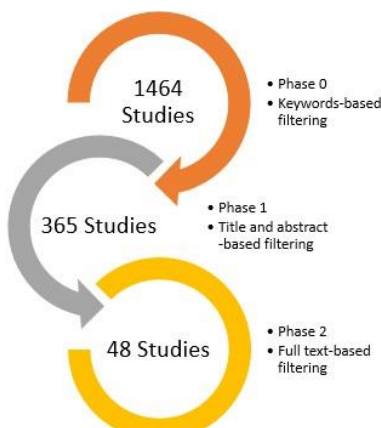 1464
Studies
• Phase 0
• Keywords-based
filtering
365 Studies
• Phase 1
• Title and abstract
-based filtering
48 Studies
• Phase 2
• Full text-based
filtering